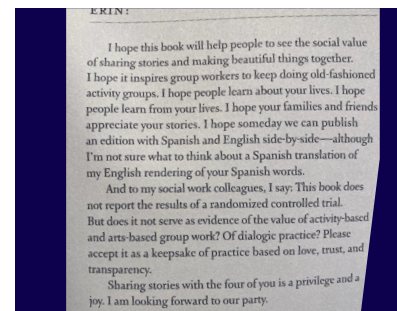 ERIN:
I hope this book will help people to see the social value
of sharing stories and making beautiful things together.
I hope it inspires group workers to keep doing old-fashioned
activity groups. I hope people learn about your lives. I hope
people learn from your lives. I hope your families and friends
appreciate your stories. I hope someday we can publish
an edition with Spanish and English side-by-side—although
I'm not sure what to think about a Spanish translation of
my English rendering of your Spanish words.
And to my social work colleagues, I say: This book does
not report the results of a randomized controlled trial.
But does it not serve as evidence of the value of activity-based
and arts-based group work? Of dialogic practice? Please
accept it as a keepsake of practice based on love, trust, and
transparency.
Sharing stories with the four of you is a privilege and a
joy. I am looking forward to our party.